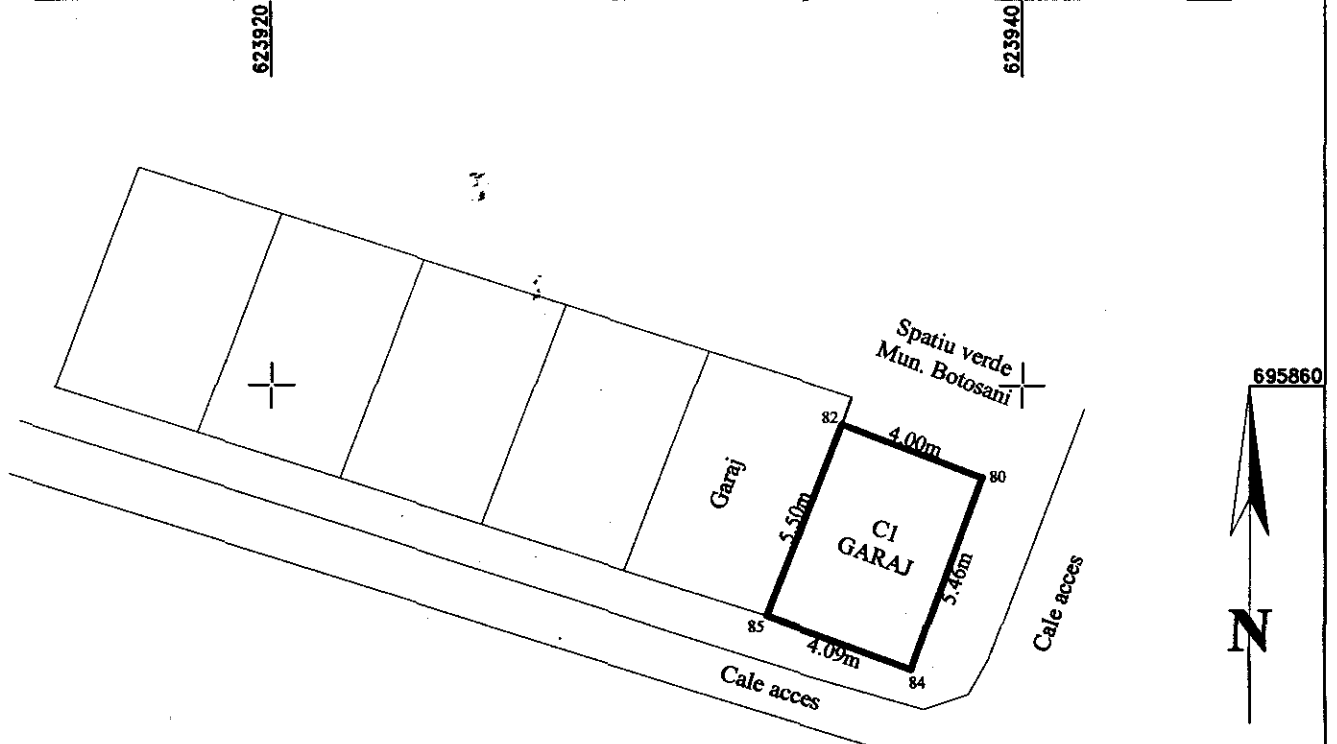 623920
623940
Spatiu verde
Mun. Botosani
695860
82
4.00m
80
Garaj
5.50m
C1
GARAJ
5.46m
Cale acces
N
85
4.09m
84
Cale acces